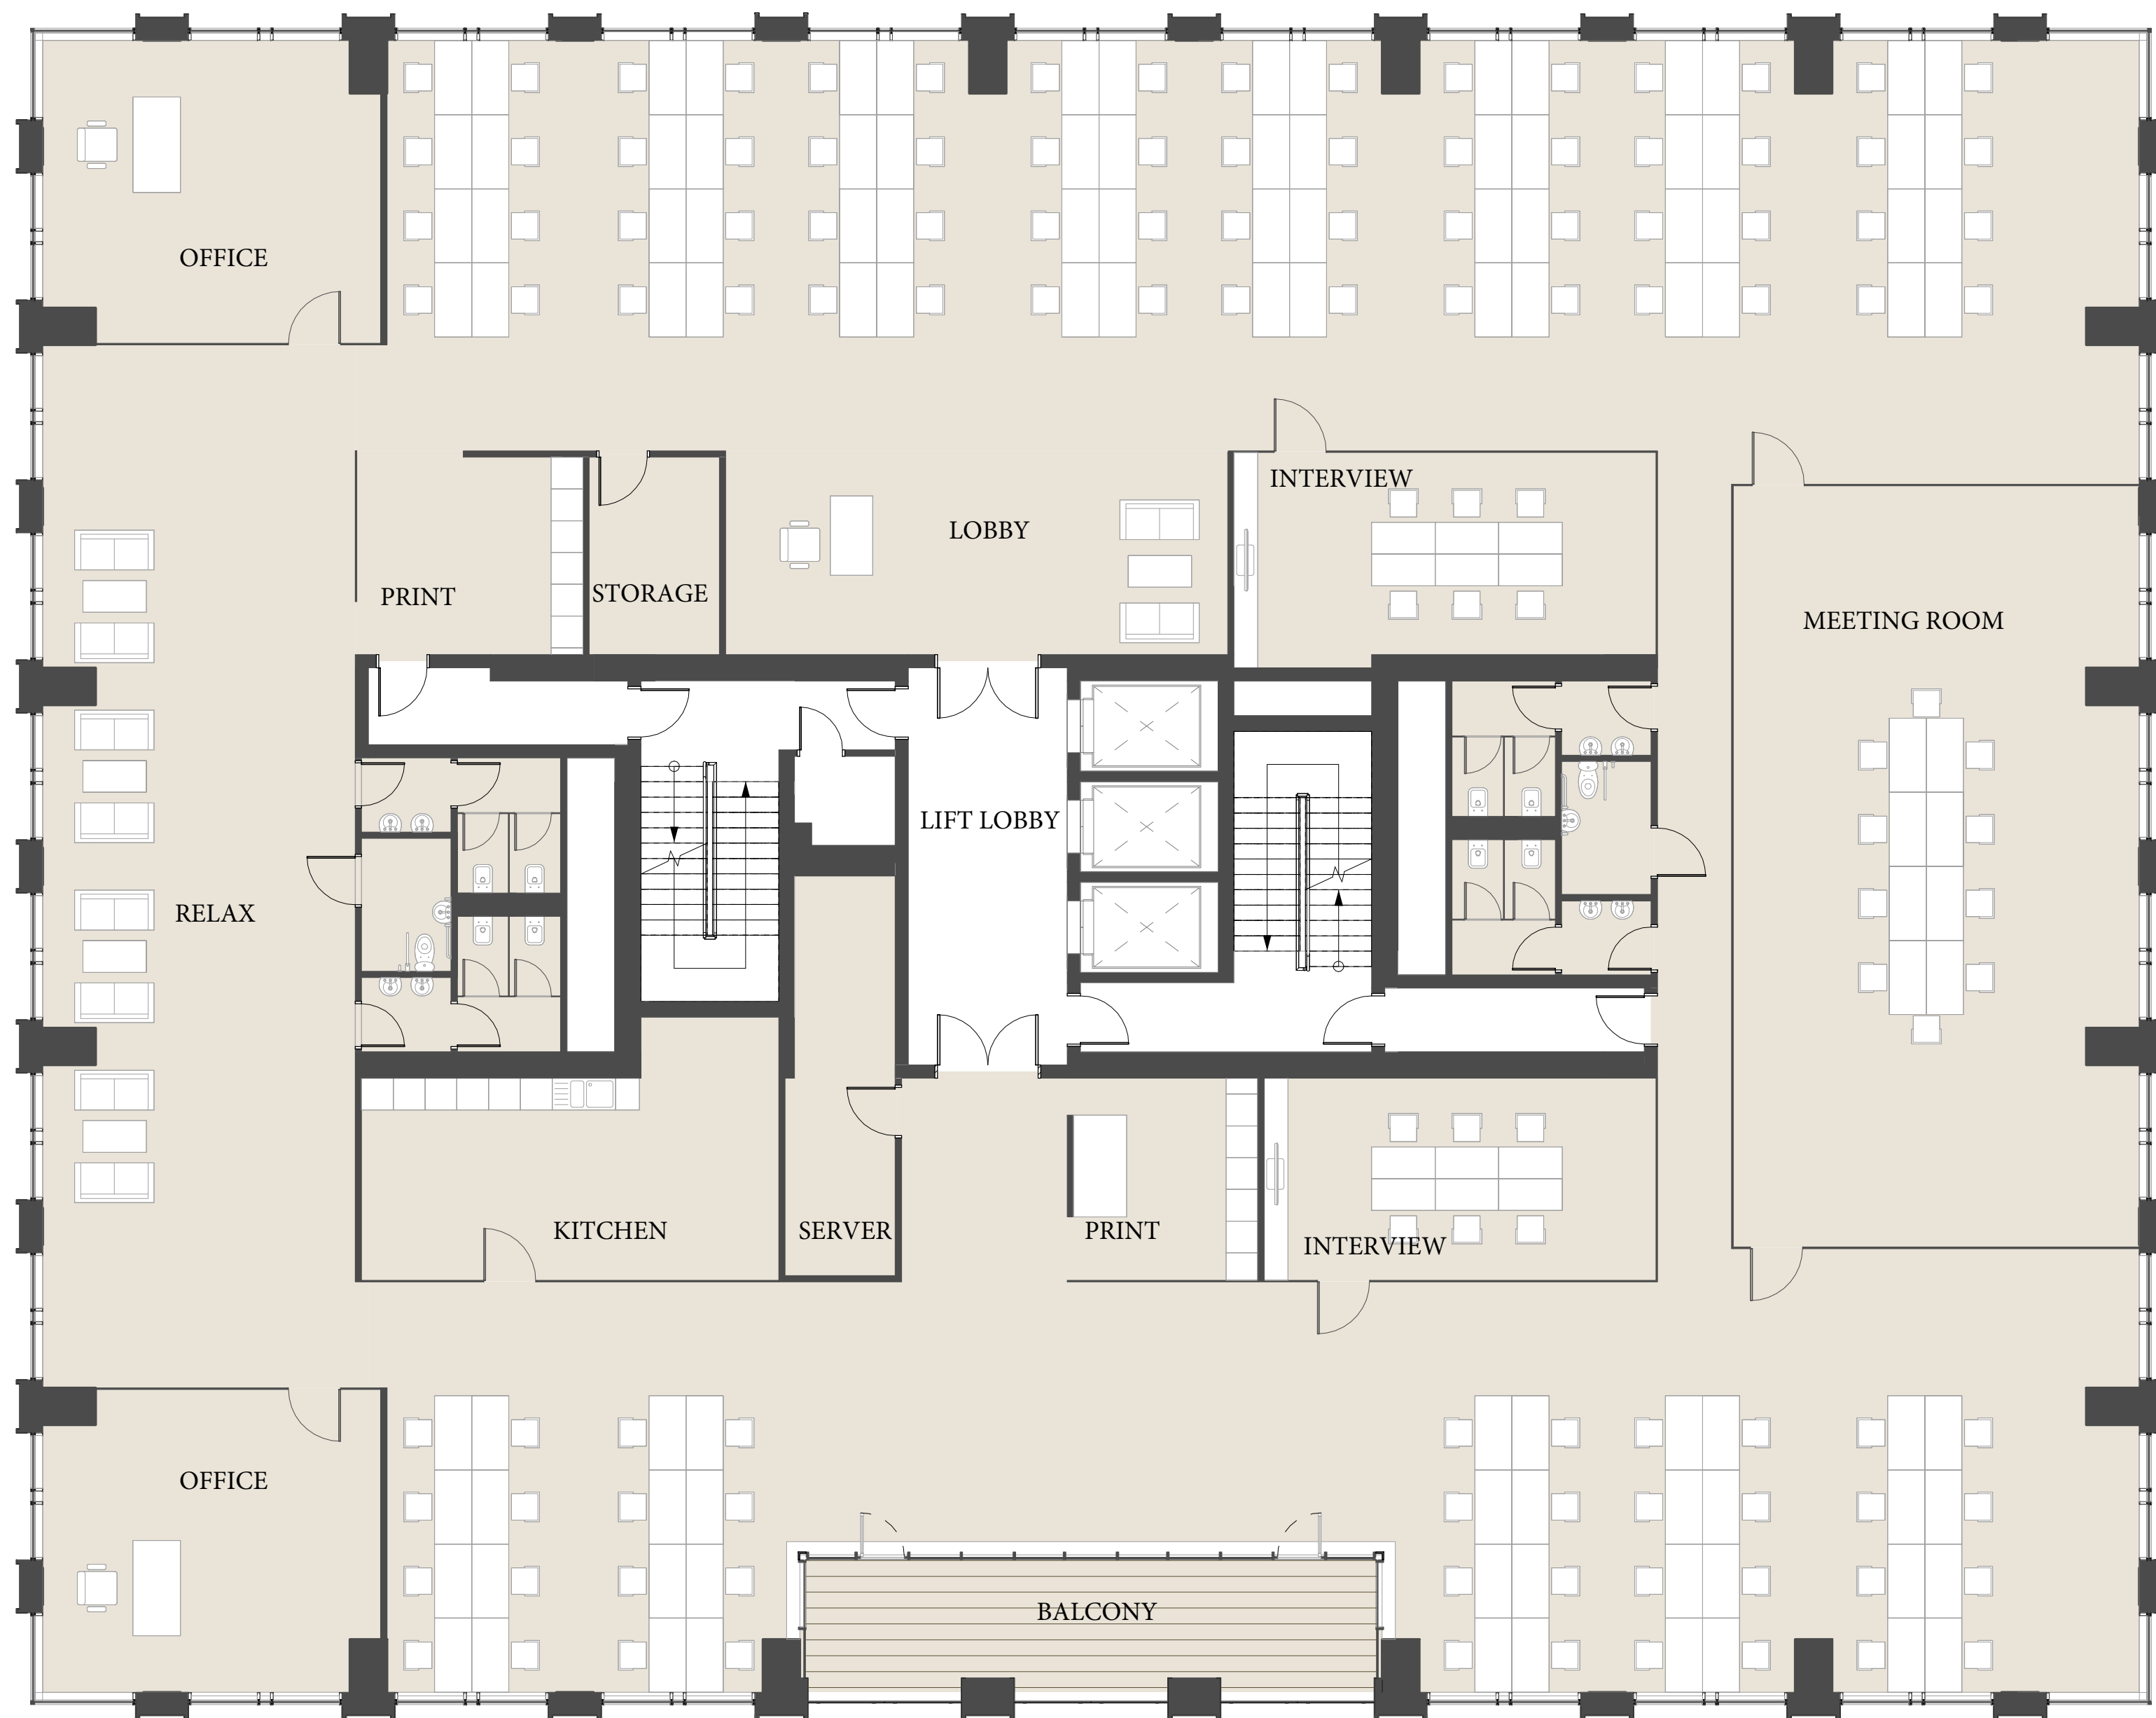 OFFICE
INTERVIEW
LOBBY
PRINT
STORAGE
MEETING ROOM
LIFT LOBBY
RELAX
KITCHEN
SERVER
PRINT
INTERVIEW
OFFICE
BALCONY